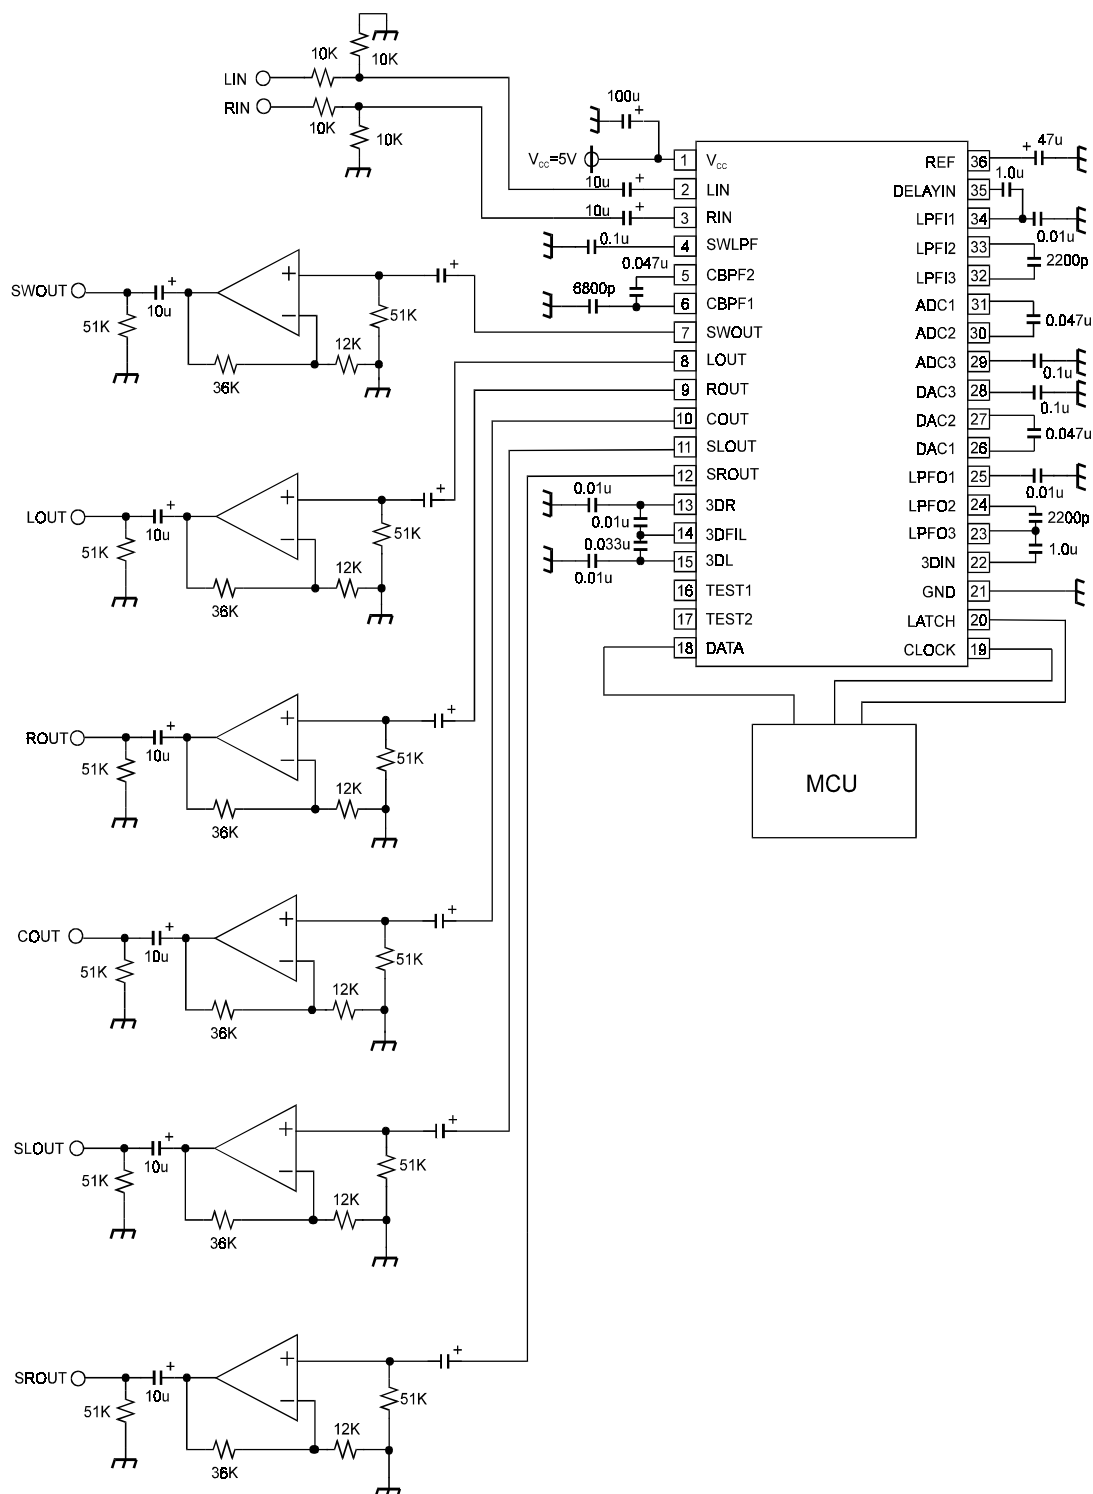 10K
10K
LIN
RIN
10K
10K
100u
+
VCC=5V
10u
+
10u
+
0.1u
0.047u
6800p
1 VCC
2 LIN
3 RIN
4 SWLPF
5 CBPF2
6 CBPF1
7 SWOUT
8 LOUT
9 ROUT
10 COUT
11 SLOUT
12 SROUT
13 3DR
14 3DFIL
15 3DL
16 TEST1
17 TEST2
18 DATA
REF 36
DELAYIN 35
LPFI1 34
LPFI2 33
LPFI3 32
ADC1 31
ADC2 30
ADC3 29
DAC3 28
DAC2 27
DAC1 26
LPFO1 25
LPFO2 24
LPFO3 23
3DIN 22
GND 21
LATCH 20
CLOCK 19
+
47u
1.0u
0.01u
2200p
0.047u
0.1u
0.1u
0.047u
0.01u
2200p
1.0u
0.01u
0.01u
0.033u
0.01u
MCU
SWOUT
+
10u
51K
+
−
36K
12K
51K
+
LOUT
+
10u
51K
+
−
36K
12K
51K
+
ROUT
+
10u
51K
+
−
36K
12K
51K
+
COUT
+
10u
51K
+
−
36K
12K
51K
+
SLOUT
+
10u
51K
+
−
36K
12K
51K
+
SROUT
+
10u
51K
+
−
36K
12K
51K
+